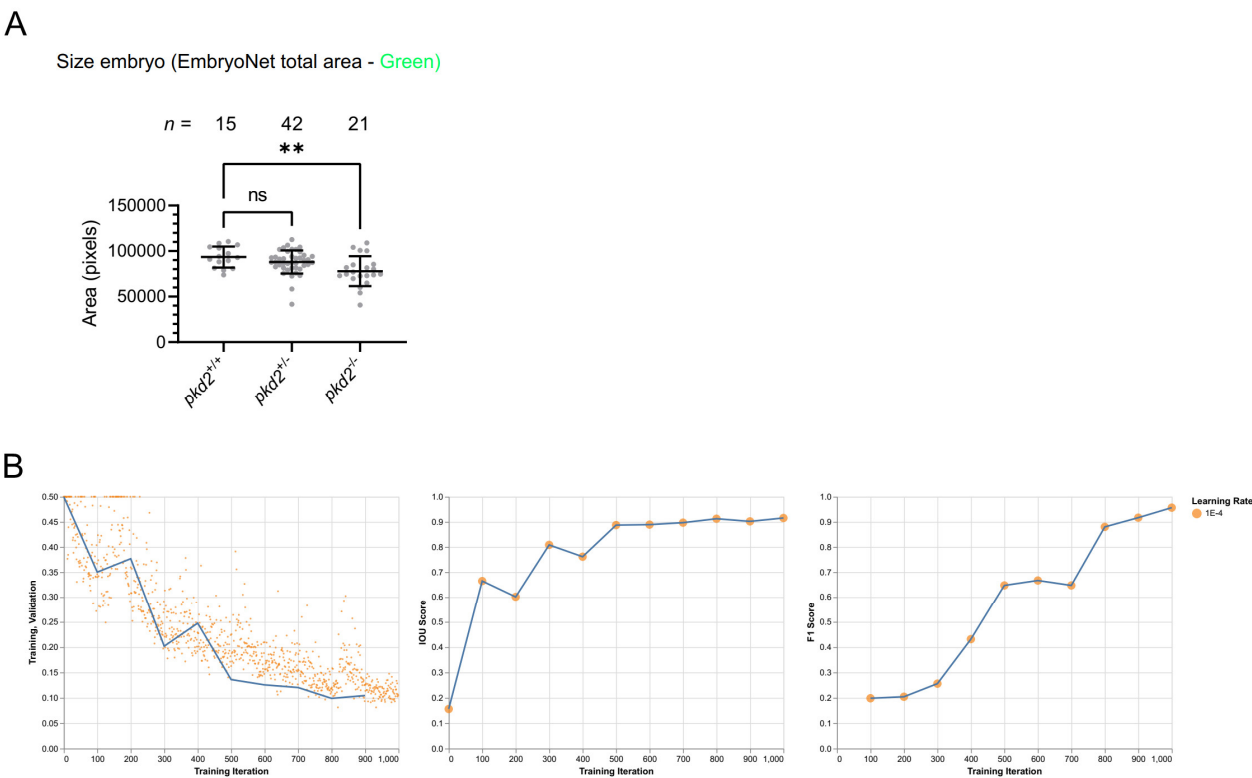 A
Size embryo (EmbryoNet total area - Green)
n = 15 42 21
**
ns
150000
100000
50000
0
Area (pixels)
pkd2+/+ pkd2+/- pkd2-/-
B
0.50
0.45
0.40
0.35
0.30
0.25
0.20
0.15
0.10
0.05
0.00
Training, Validation
0 100 200 300 400 500 600 700 800 900 1,000
Training Iteration
1.0
0.9
0.8
0.7
0.6
0.5
0.4
0.3
0.2
0.1
0.0
IOU Score
0 100 200 300 400 500 600 700 800 900 1,000
Training Iteration
1.0
0.9
0.8
0.7
0.6
0.5
0.4
0.3
0.2
0.1
0.0
F1 Score
100 200 300 400 500 600 700 800 900 1,000
Training Iteration
Learning Rate
1E-4